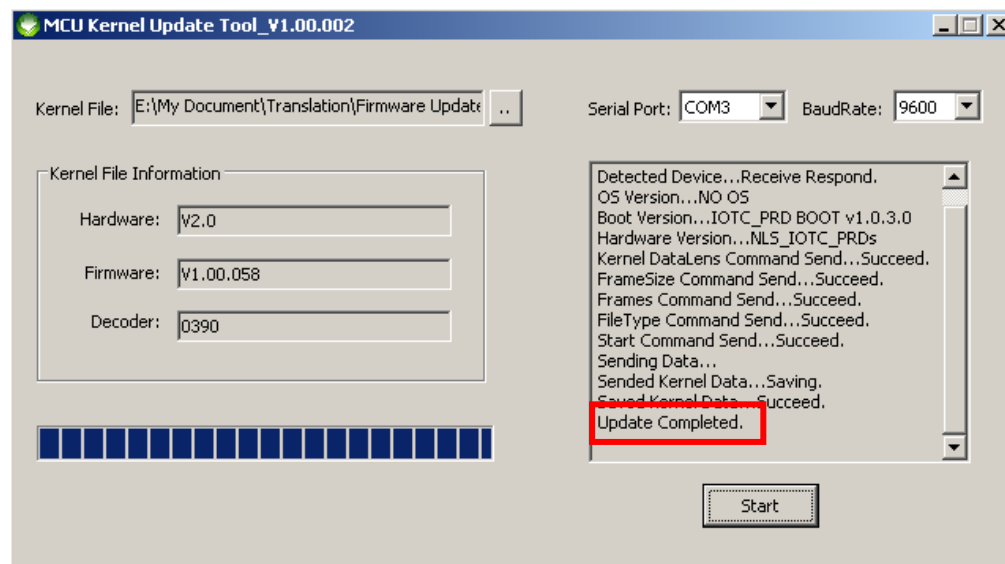 MCU Kernel Update Tool_V1.00.002
Kernel File: E:\My Document\Translation\Firmware Update ..
Serial Port: COM3 BaudRate: 9600
Kernel File Information
Hardware: V2.0
Firmware: V1.00.058
Decoder: 0390
Detected Device...Receive Respond.
OS Version...NO OS
Boot Version...IOTC_PRD BOOT v1.0.3.0
Hardware Version...NLS_IOTC_PRDs
Kernel DataLens Command Send...Succeed.
FrameSize Command Send...Succeed.
Frames Command Send...Succeed.
FileType Command Send...Succeed.
Start Command Send...Succeed.
Sending Data...
Sended Kernel Data...Saving.
Saved Kernel Data...Succeed.
Update Completed.
Start